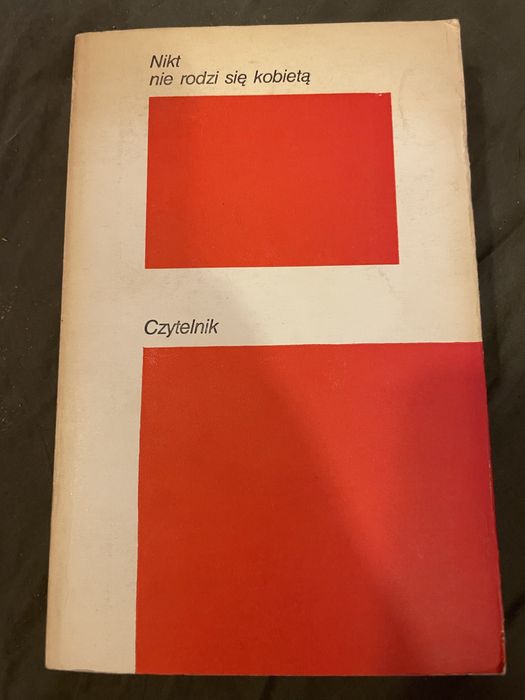 Nikt
nie rodzi się kobietą
Czytelnik